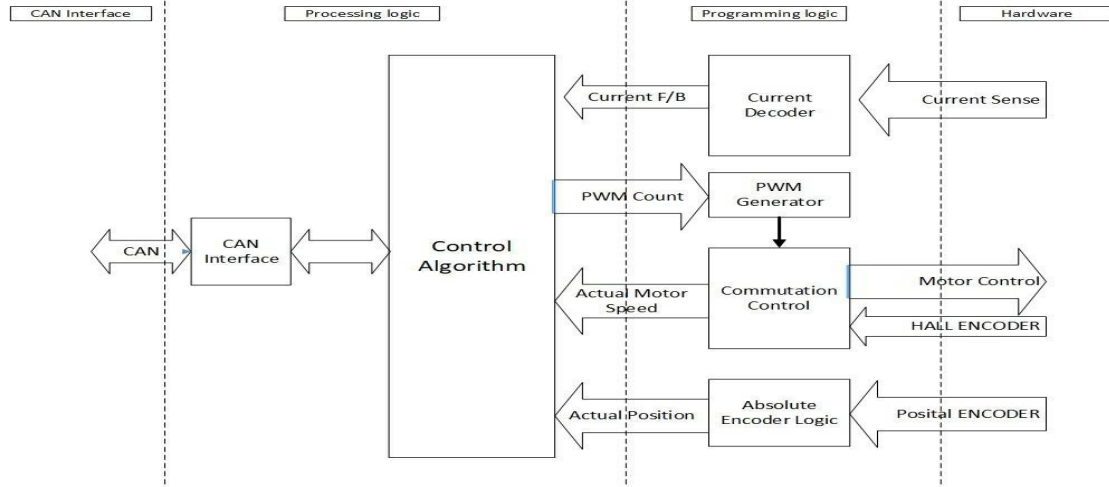 CAN Interface
Processing logic
Programming logic
Hardware
Current F/B
Current
Decoder
Current Sense
PWM Count
PWM
Generator
CAN
CAN
Interface
Control
Algorithm
Actual Motor
Speed
Commutation
Control
Motor Control
HALL ENCODER
Actual Position
Absolute
Encoder Logic
Posital ENCODER